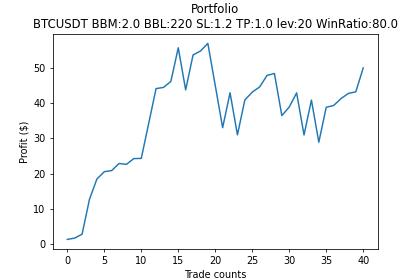 Portfolio
BTCUSDT BBM:2.0 BBL:220 SL:1.2 TP:1.0 lev:20 WinRatio:80.0
50
40
30
20
10
0
Profit ($)
0 5 10 15 20 25 30 35 40
Trade counts